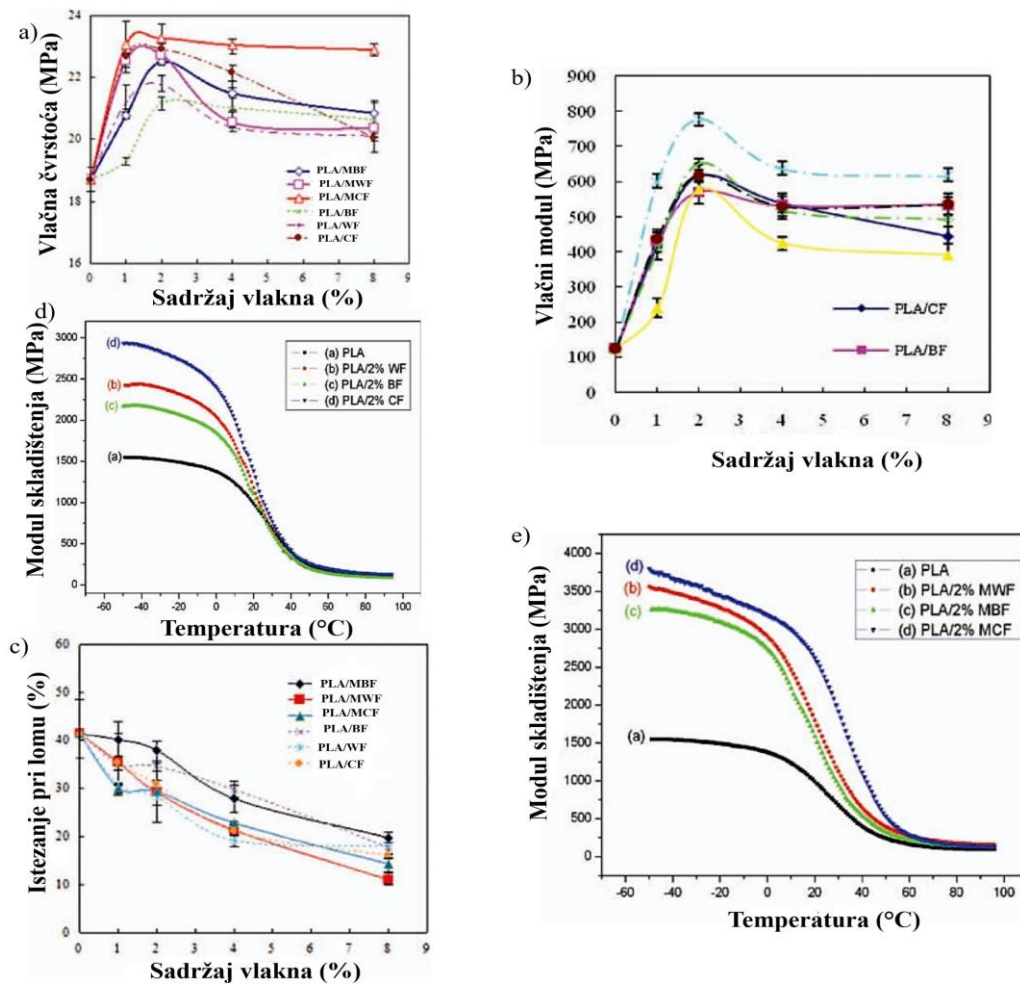 a)
Vlačna čvrstoća (MPa)
24
22
20
18
16
PLA/MBF
PLA/MWF
PLA/MCF
PLA/BF
PLA/WF
PLA/CF
0 1 2 3 4 5 6 7 8 9
Sadržaj vlakna (%)
b)
Vlačni modul (MPa)
900
800
700
600
500
400
300
200
100
0
PLA/CF
PLA/BF
0 1 2 3 4 5 6 7 8 9
Sadržaj vlakna (%)
d)
Modul skladištenja (MPa)
3000
2500
2000
1500
1000
500
0
(d)
(b)
(c)
(a)
(a) PLA
(b) PLA/2% WF
(c) PLA/2% BF
(d) PLA/2% CF
-60 -40 -20 0 20 40 60 80 100
Temperatura (°C)
c)
Istezanje pri lomu (%)
60
50
40
30
20
10
0
PLA/MBF
PLA/MWF
PLA/MCF
PLA/BF
PLA/WF
PLA/CF
0 1 2 3 4 5 6 7 8 9
Sadržaj vlakna (%)
e)
Modul skladištenja (MPa)
4000
3750
3500
3000
2500
2000
1500
1000
500
0
(d)
(b)
(c)
(a)
(a) PLA
(b) PLA/2% MWF
(c) PLA/2% MBF
(d) PLA/2% MCF
-60 -40 -20 0 20 40 60 80 100
Temperatura (°C)